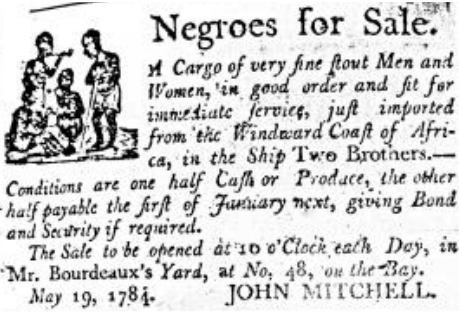 Negroes for Sale.
A Cargo of very fine ſtout Men and
Women, in good order and fit for
immediate ſervice, juſt imported
from the Windward Coaſt of Afri-
ca, in the Ship Two Brothers.—
Conditions are one half Caſh or Produce, the other
half payable the firſt of January next, giving Bond
and Security if required.
The Sale to be opened at 10 o'Clock each Day, in
Mr. Bourdeaux's Yard, at No. 48, on the Bay.
May 19, 1784. JOHN MITCHELL.